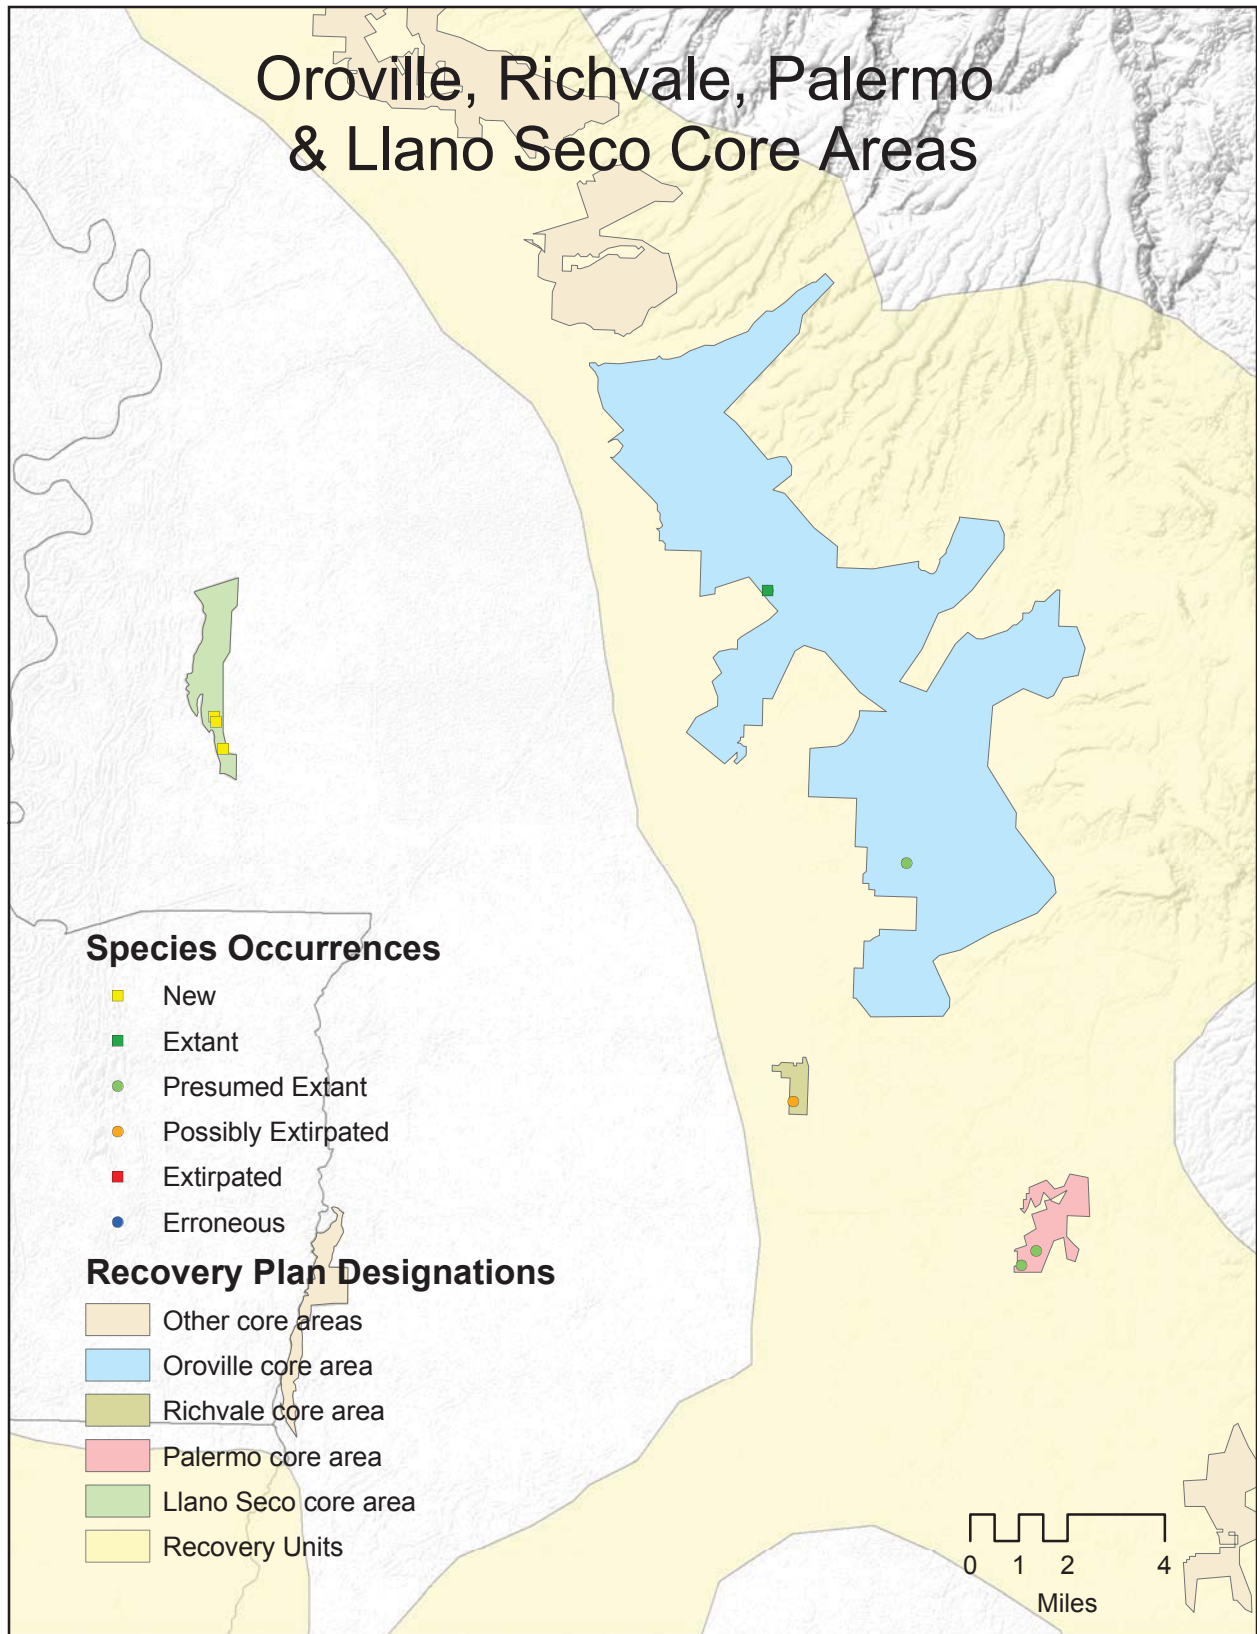 Oroville, Richvale, Palermo
& Llano Seco Core Areas
Species Occurrences
New
Extant
Presumed Extant
Possibly Extirpated
Extirpated
Erroneous
Recovery Plan Designations
Other core areas
Oroville core area
Richvale core area
Palermo core area
Llano Seco core area
Recovery Units
0 1 2 4
Miles